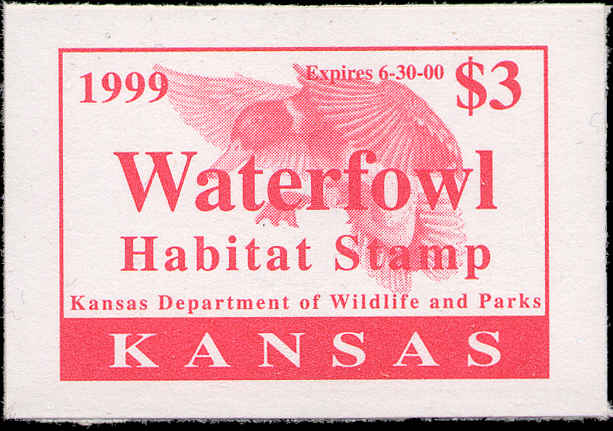 1999 Expires 6-30-00 $3
Waterfowl
Habitat Stamp
Kansas Department of Wildlife and Parks
KANSAS